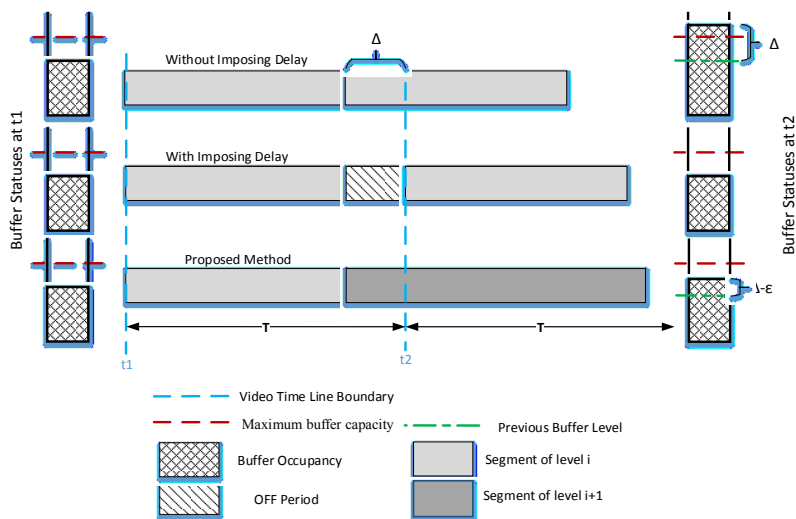 Δ
Without Imposing Delay
Δ
Buffer Statuses at t1
With Imposing Delay
Buffer Statuses at t2
Proposed Method
T
T
t1
t2
Video Time Line Boundary
Maximum buffer capacity
Previous Buffer Level
Buffer Occupancy
Segment of level i
OFF Period
Segment of level i+1